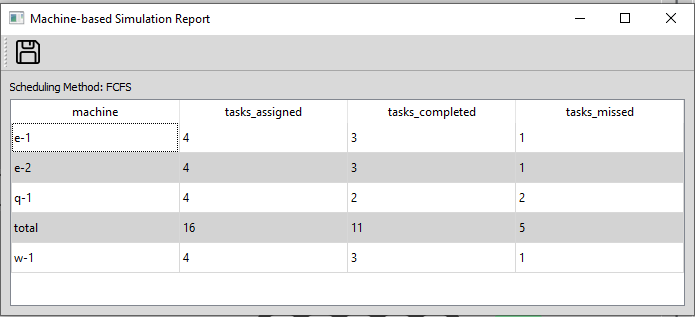 Machine-based Simulation Report
Scheduling Method: FCFS
machine tasks_assigned tasks_completed tasks_missed
e-1 4 3 1
e-2 4 3 1
q-1 4 2 2
total 16 11 5
w-1 4 3 1